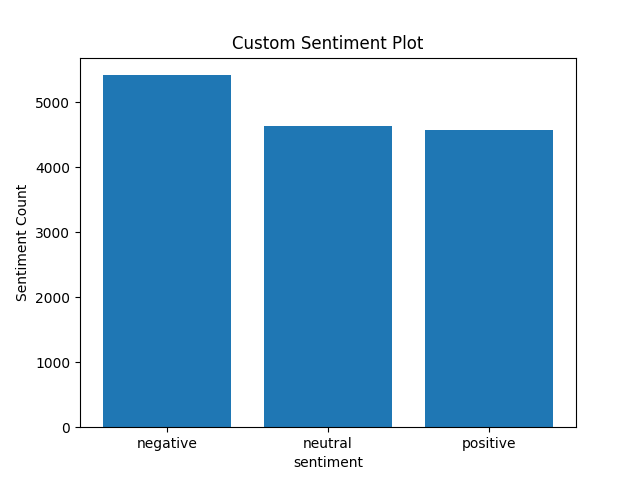 Custom Sentiment Plot
Sentiment Count
5000
4000
3000
2000
1000
0
negative neutral positive
sentiment